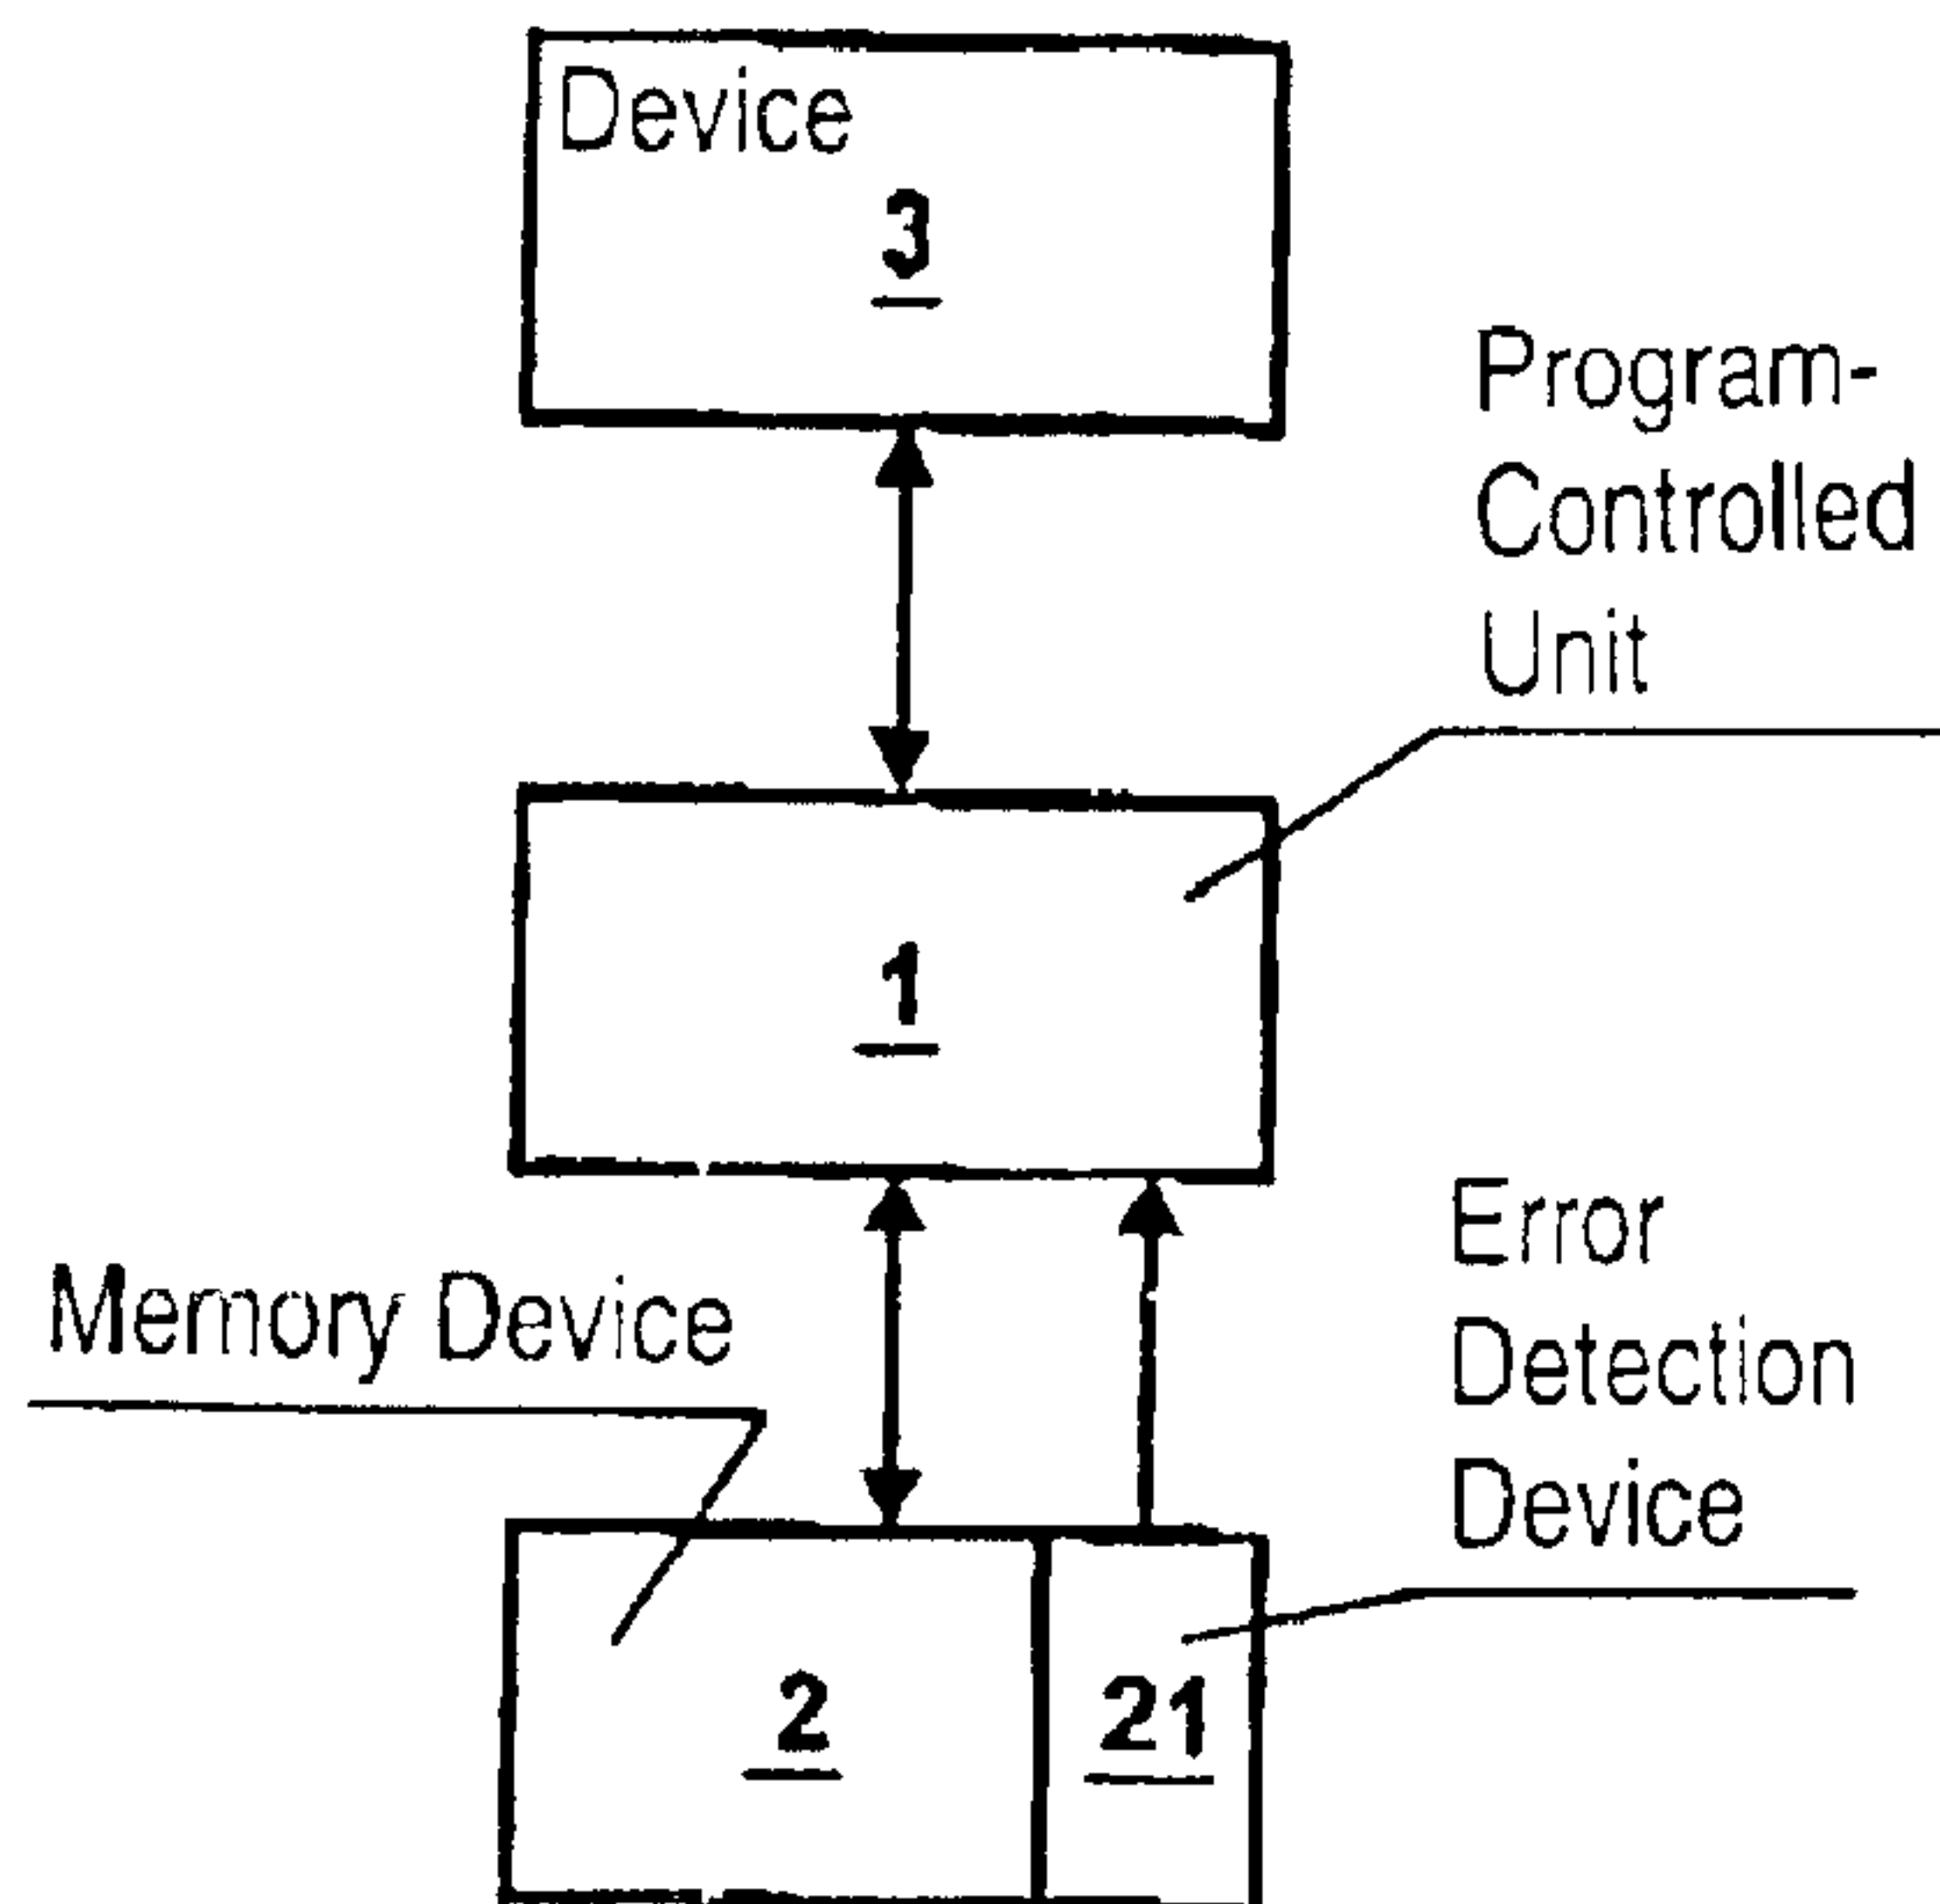 Device
3
Program-
Controlled
Unit
1
Error
Detection
Device
Memory Device
2
21